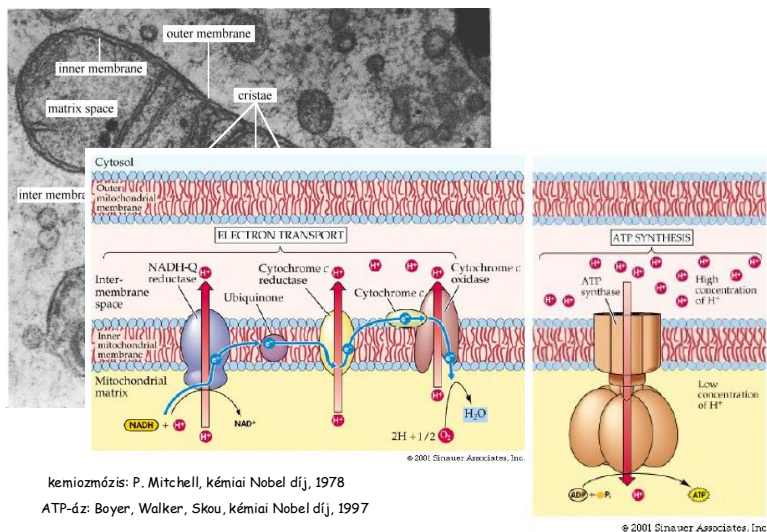 outer membrane
inner membrane
matrix space
cristae
inter membra
Cytosol
Outer
mitochondrial
membrane
ELECTRON TRANSPORT
NADH-Q
reductase
H+
Cytochrome c
reductase
H+
H+
H+
H+
Cytochrome c
oxidase
Inter-
membrane
space
Ubiquinone
Cytochrome c
e-
e-
e-
e-
e-
Inner
mitochondrial
membrane
Mitochondrial
matrix
NADH + H+
H+
NAD+
H+
H+
2H + 1/2 O2
H2O
© 2001 Sinauer Associates, Inc.
ATP SYNTHESIS
H+ H+ H+ H+ H+ H+ H+ H+ H+ H+ H+
ATP
synthase
High
concentration
of H+
Low
concentration
of H+
ADP + Pi
H+
ATP
© 2001 Sinauer Associates, Inc.
kemiozmózis: P. Mitchell, kémiai Nobel díj, 1978
ATP-áz: Boyer, Walker, Skou, kémiai Nobel díj, 1997